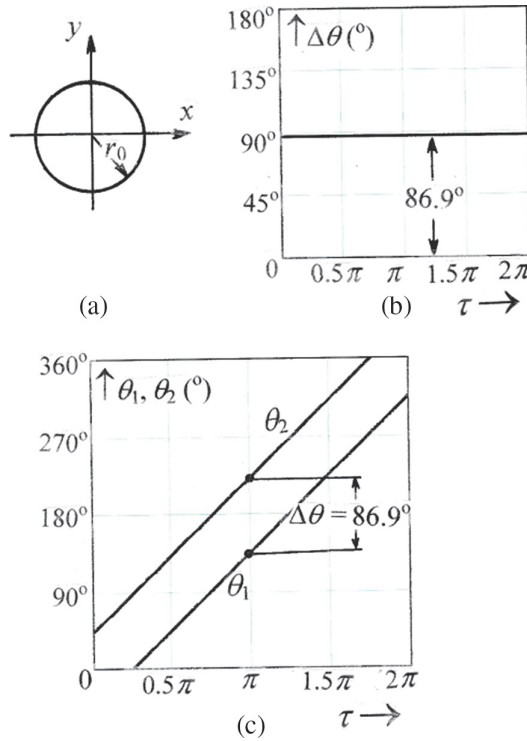 y
x
r₀
(a)
180°
↑ Δθ (°)
135°
90°
45°
86.9°
0 0.5π π 1.5π 2π
(b)
τ →
360°
↑ θ₁, θ₂ (°)
θ₂
270°
180°
Δθ = 86.9°
90°
θ₁
0 0.5π π 1.5π 2π
(c)
τ →